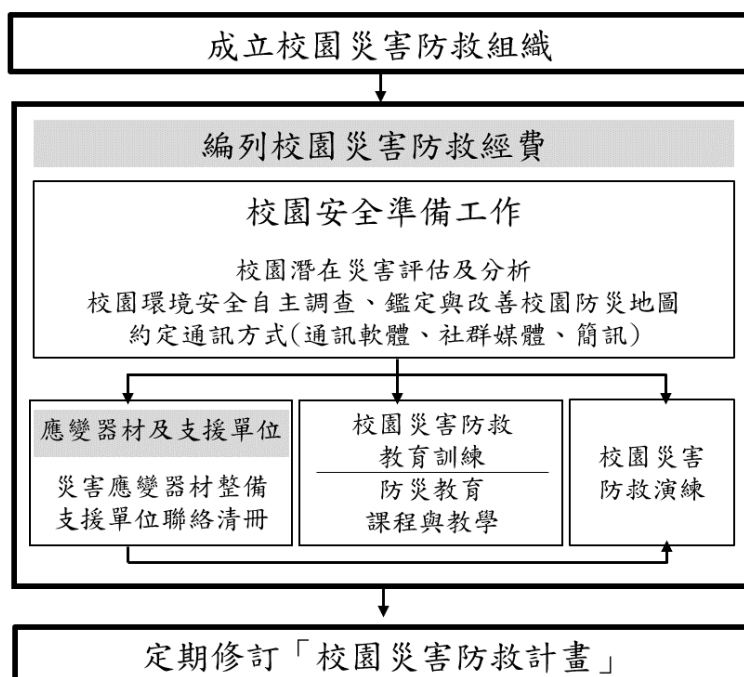 成立校園災害防救組織
編列校園災害防救經費
校園安全準備工作
校園潛在災害評估及分析
校園環境安全自主調查、鑑定與改善校園防災地圖
約定通訊方式(通訊軟體、社群媒體、簡訊)
應變器材及支援單位
災害應變器材整備
支援單位聯絡清冊
校園災害防救
教育訓練
防災教育
課程與教學
校園災害
防救演練
定期修訂「校園災害防救計畫」